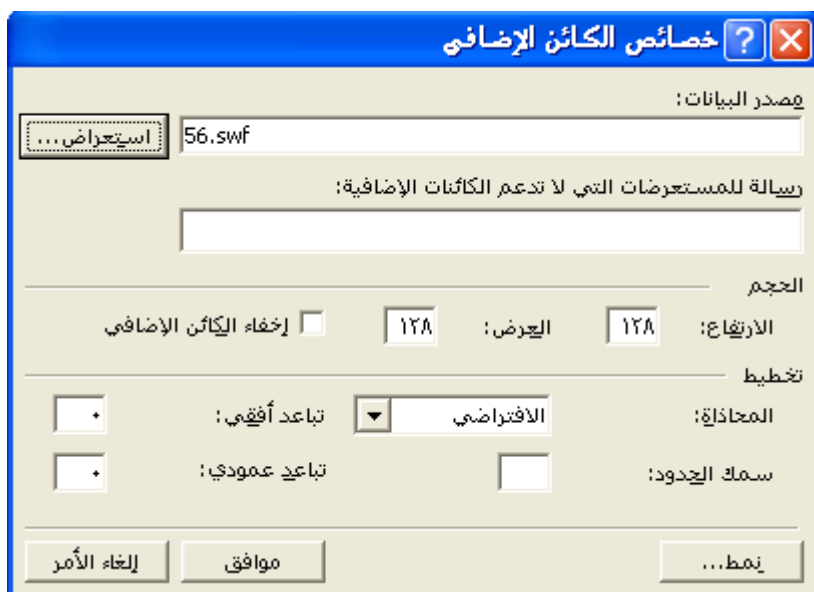 خصائص الكائن الإضافي
مصدر البيانات:
56.swf استعراض...
رسالة للمستعرضات التي لا تدعم الكائنات الإضافية:
الحجم
الارتفاع: ١٢٨ العرض: ١٢٨ إخفاء الكائن الإضافي
تخطيط
المحاذاة: الافتراضي تباعد أفقي: ٠
سمك الحدود: تباعد عمودي: ٠
نمط... موافق إلغاء الأمر